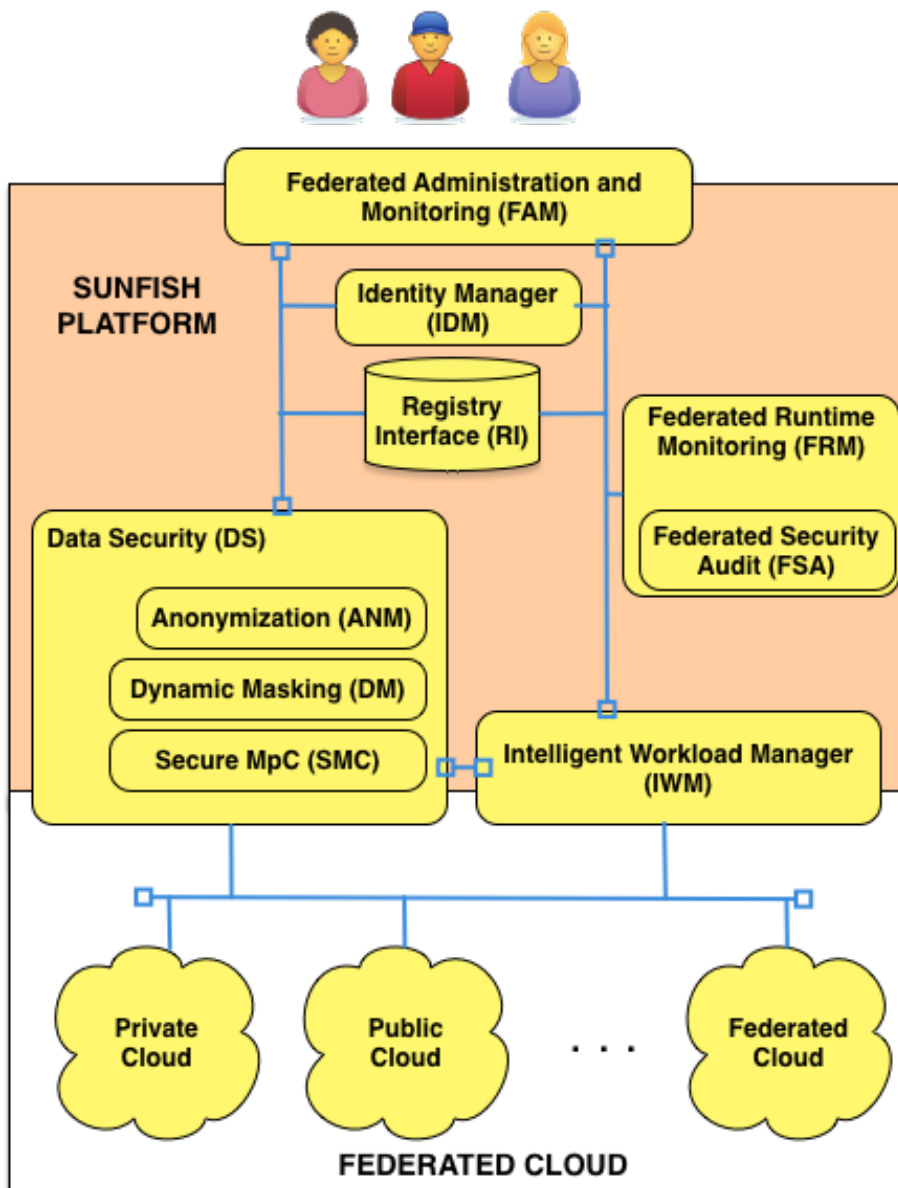 Federated Administration and
Monitoring (FAM)
SUNFISH
PLATFORM
Identity Manager
(IDM)
Registry
Interface (RI)
Federated Runtime
Monitoring (FRM)
Federated Security
Audit (FSA)
Data Security (DS)
Anonymization (ANM)
Dynamic Masking (DM)
Secure MpC (SMC)
Intelligent Workload Manager
(IWM)
Private
Cloud
Public
Cloud
. . .
Federated
Cloud
FEDERATED CLOUD